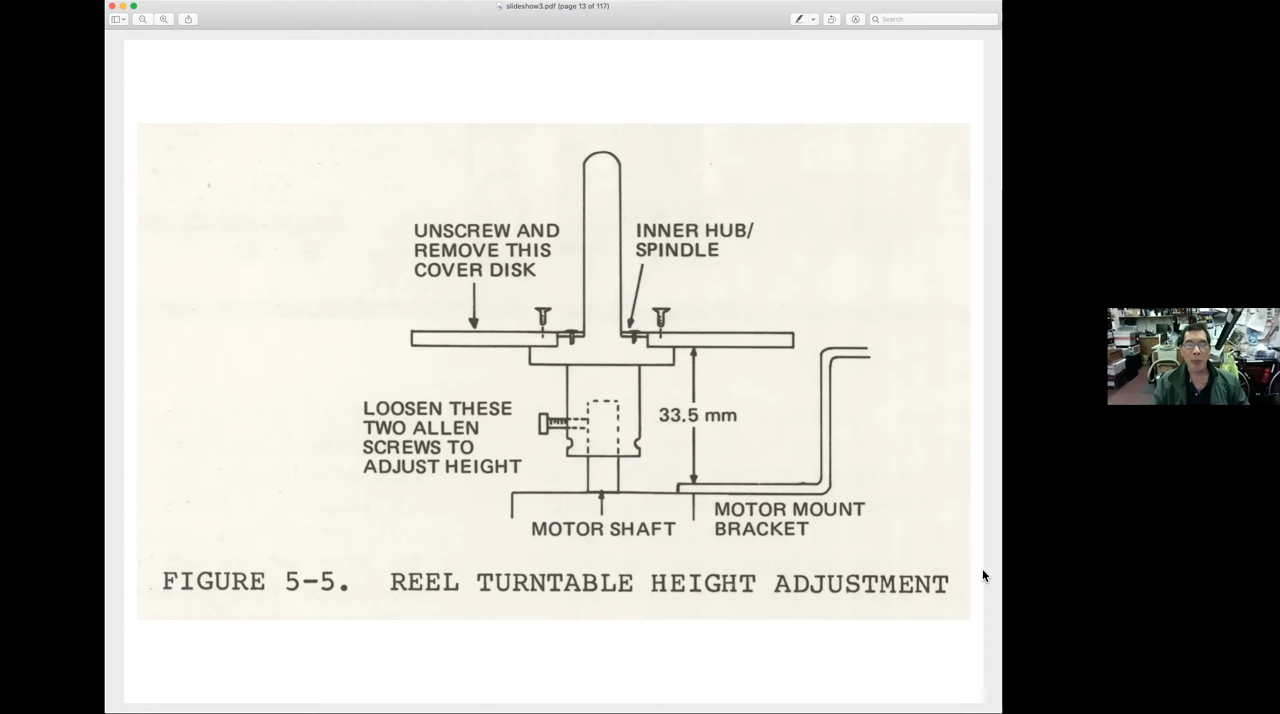 slideshow3.pdf (page 13 of 117)
Search
UNSCREW AND
REMOVE THIS
COVER DISK
INNER HUB/
SPINDLE
LOOSEN THESE
TWO ALLEN
SCREWS TO
ADJUST HEIGHT
33.5 mm
MOTOR SHAFT
MOTOR MOUNT
BRACKET
FIGURE 5-5. REEL TURNTABLE HEIGHT ADJUSTMENT